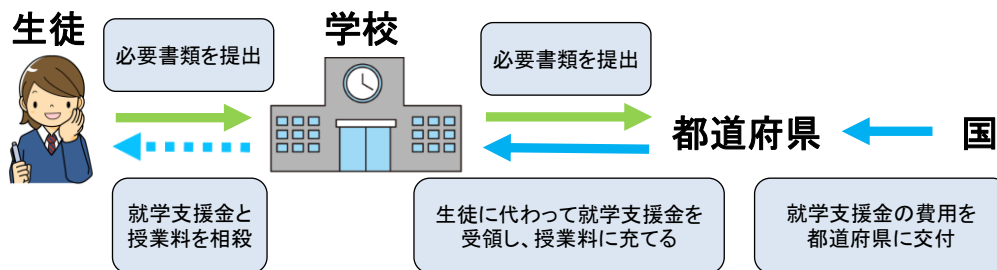 生徒
必要書類を提出
学校
必要書類を提出
都道府県
国
就学支援金と
授業料を相殺
生徒に代わって就学支援金を
受領し、授業料に充てる
就学支援金の費用を
都道府県に交付